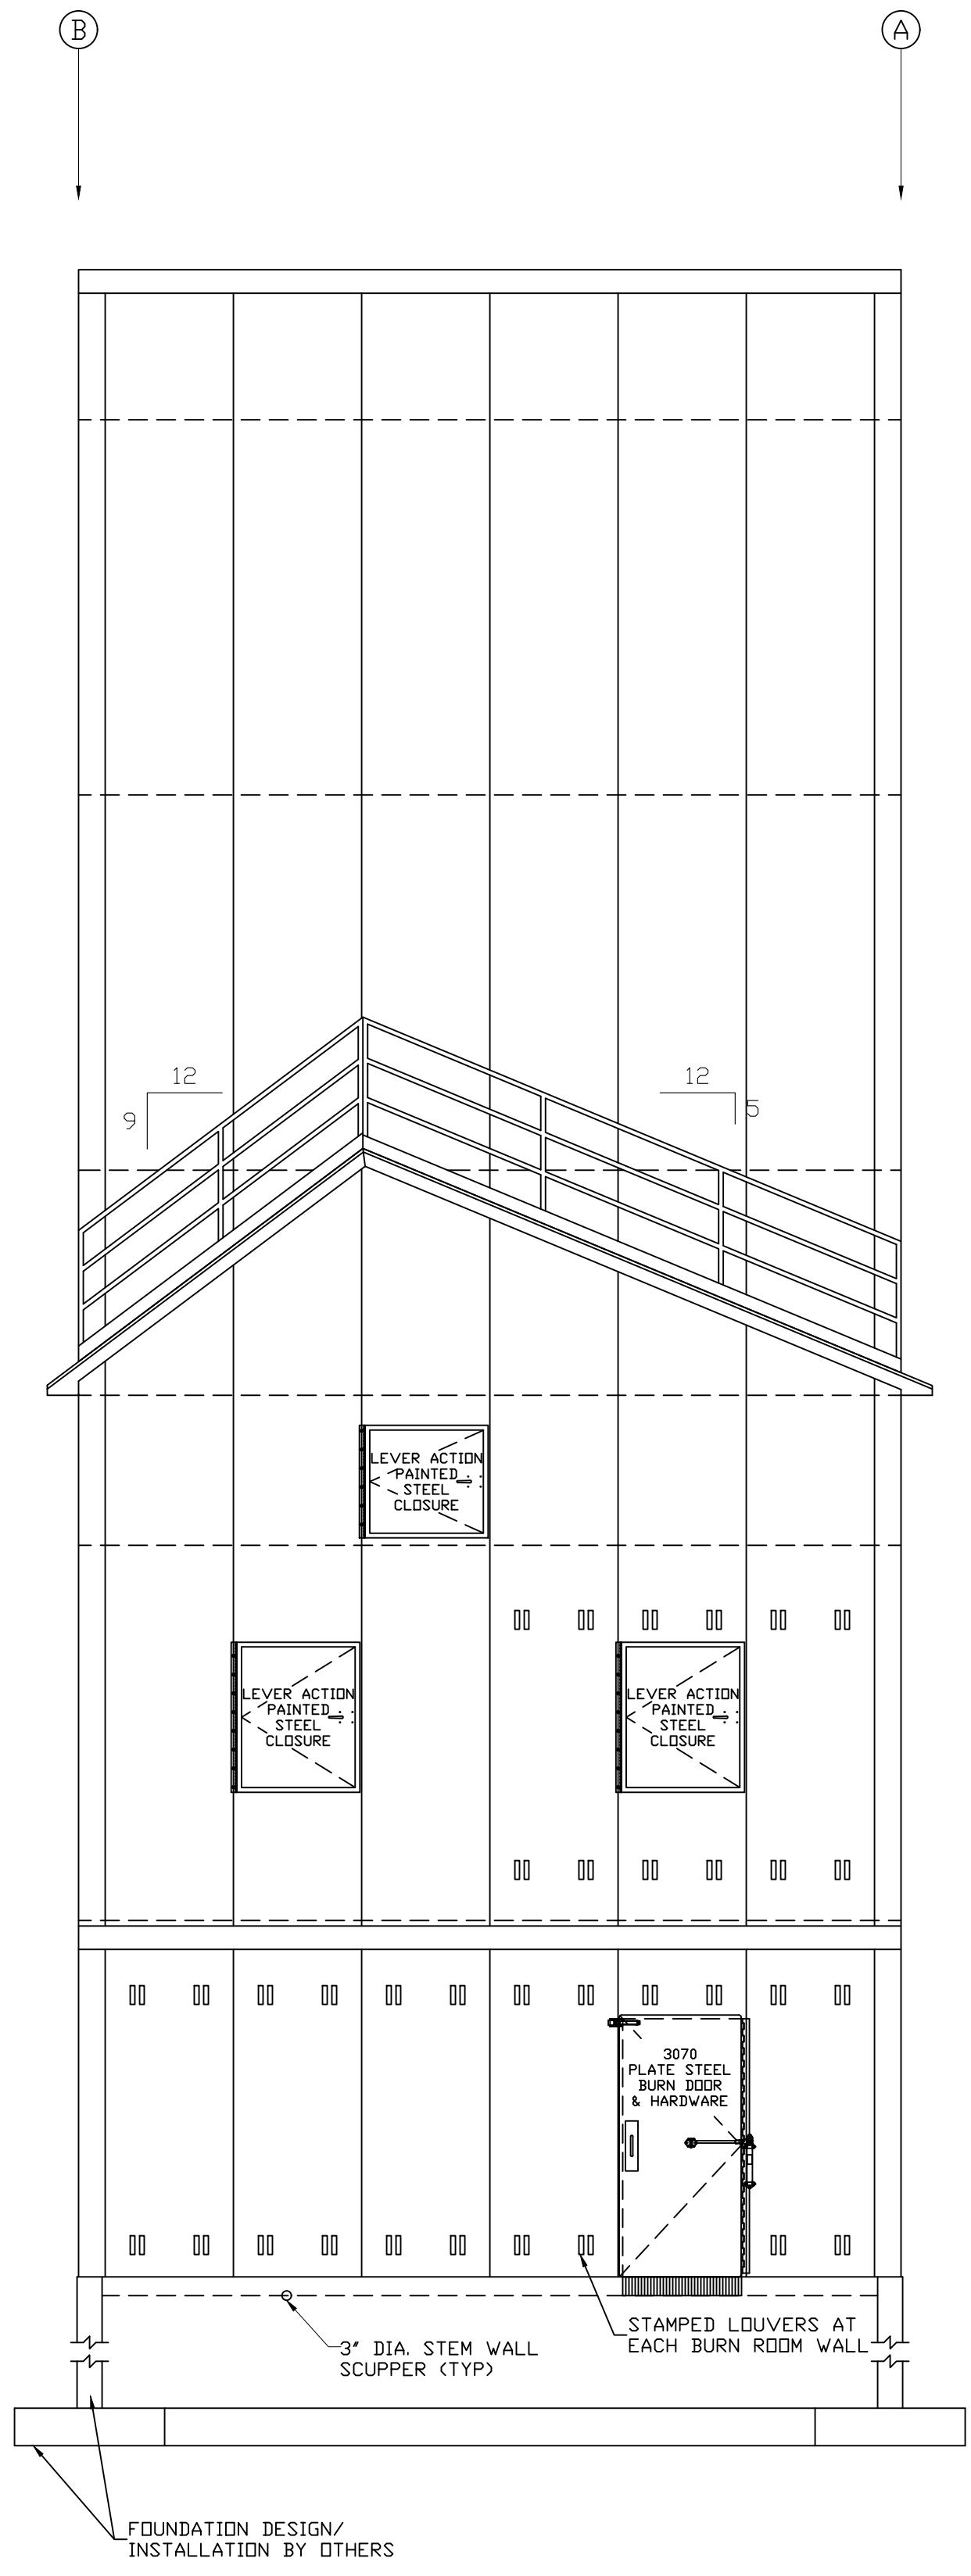 B
A
12
9
12
5
LEVER ACTION
PAINTED
STEEL
CLOSURE
LEVER ACTION
PAINTED
STEEL
CLOSURE
LEVER ACTION
PAINTED
STEEL
CLOSURE
3070
PLATE STEEL
BURN DOOR
& HARDWARE
STAMPED LOUVERS AT
EACH BURN ROOM WALL
3" DIA. STEM WALL
SCUPPER (TYP)
FOUNDATION DESIGN/
INSTALLATION BY OTHERS